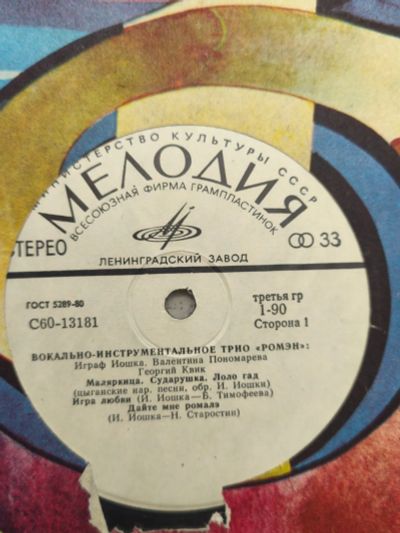 МИНИСТЕРСТВО КУЛЬТУРЫ СССР
МЕЛОДИЯ
ВСЕСОЮЗНАЯ ФИРМА ГРАМПЛАСТИНОК
СТЕРЕО
33
ЛЕНИНГРАДСКИЙ ЗАВОД
ГОСТ 5289-80
третья гр
С60-13181
1-90
Сторона 1
ВОКАЛЬНО-ИНСТРУМЕНТАЛЬНОЕ ТРИО «РОМЭН»:
Играф Иошка, Валентина Пономарева
Георгий Квик
Маляркица. Сударушка. Лоло гад
(цыганские нар. песни, обр. И. Иошки)
Игра любви (И. Иошка—Б. Тимофеева)
Дайте мне ромалэ
(И. Иошка—Н. Старостин)